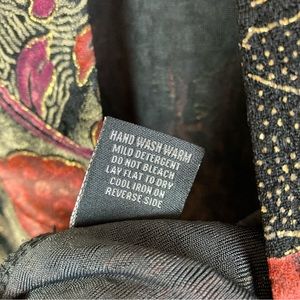 HAND WASH WARM
MILD DETERGENT
DO NOT BLEACH
LAY FLAT TO DRY
COOL IRON ON
REVERSE SIDE